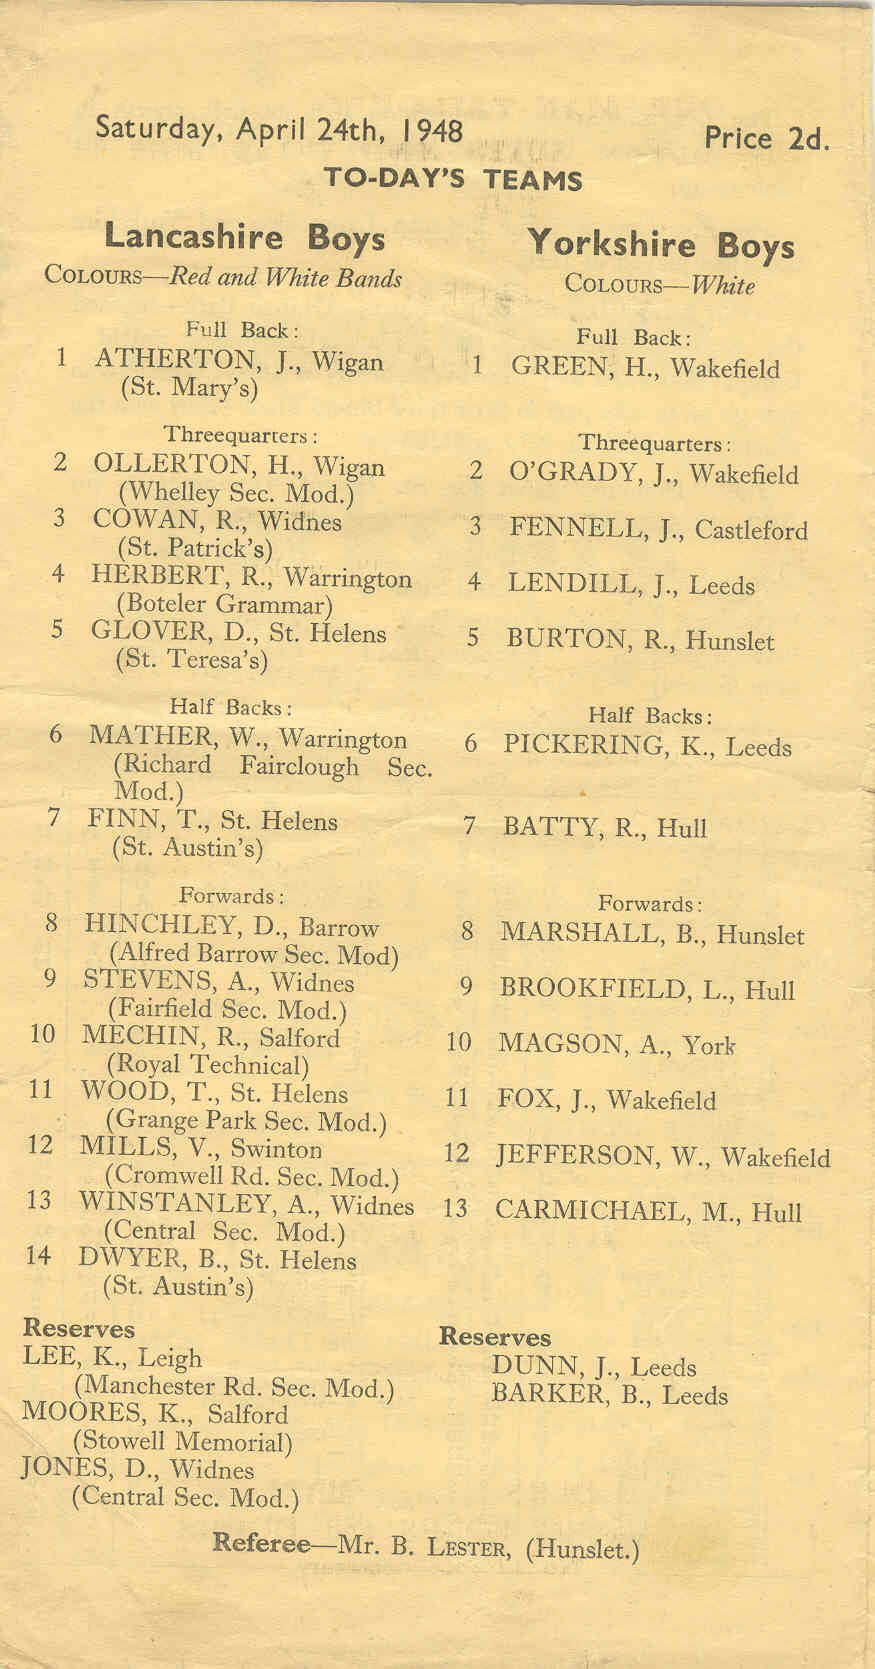 Saturday, April 24th, 1948
Price 2d.
TO-DAY'S TEAMS
Lancashire Boys
COLOURS—Red and White Bands
Full Back:
1 ATHERTON, J., Wigan
(St. Mary's)
Threequarters:
2 OLLERTON, H., Wigan
(Whelley Sec. Mod.)
3 COWAN, R., Widnes
(St. Patrick's)
4 HERBERT, R., Warrington
(Boteler Grammar)
5 GLOVER, D., St. Helens
(St. Teresa's)
Half Backs:
6 MATHER, W., Warrington
(Richard Fairclough Sec.
Mod.)
7 FINN, T., St. Helens
(St. Austin's)
Forwards:
8 HINCHLEY, D., Barrow
(Alfred Barrow Sec. Mod)
9 STEVENS, A., Widnes
(Fairfield Sec. Mod.)
10 MECHIN, R., Salford
(Royal Technical)
11 WOOD, T., St. Helens
(Grange Park Sec. Mod.)
12 MILLS, V., Swinton
(Cromwell Rd. Sec. Mod.)
13 WINSTANLEY, A., Widnes
(Central Sec. Mod.)
14 DWYER, B., St. Helens
(St. Austin's)
Reserves
LEE, K., Leigh
(Manchester Rd. Sec. Mod.)
MOORES, K., Salford
(Stowell Memorial)
JONES, D., Widnes
(Central Sec. Mod.)
Yorkshire Boys
COLOURS—White
Full Back:
1 GREEN, H., Wakefield
Threequarters:
2 O'GRADY, J., Wakefield
3 FENNELL, J., Castleford
4 LENDILL, J., Leeds
5 BURTON, R., Hunslet
Half Backs:
6 PICKERING, K., Leeds
7 BATTY, R., Hull
Forwards:
8 MARSHALL, B., Hunslet
9 BROOKFIELD, L., Hull
10 MAGSON, A., York
11 FOX, J., Wakefield
12 JEFFERSON, W., Wakefield
13 CARMICHAEL, M., Hull
Reserves
DUNN, J., Leeds
BARKER, B., Leeds
Referee—Mr. B. LESTER, (Hunslet.)